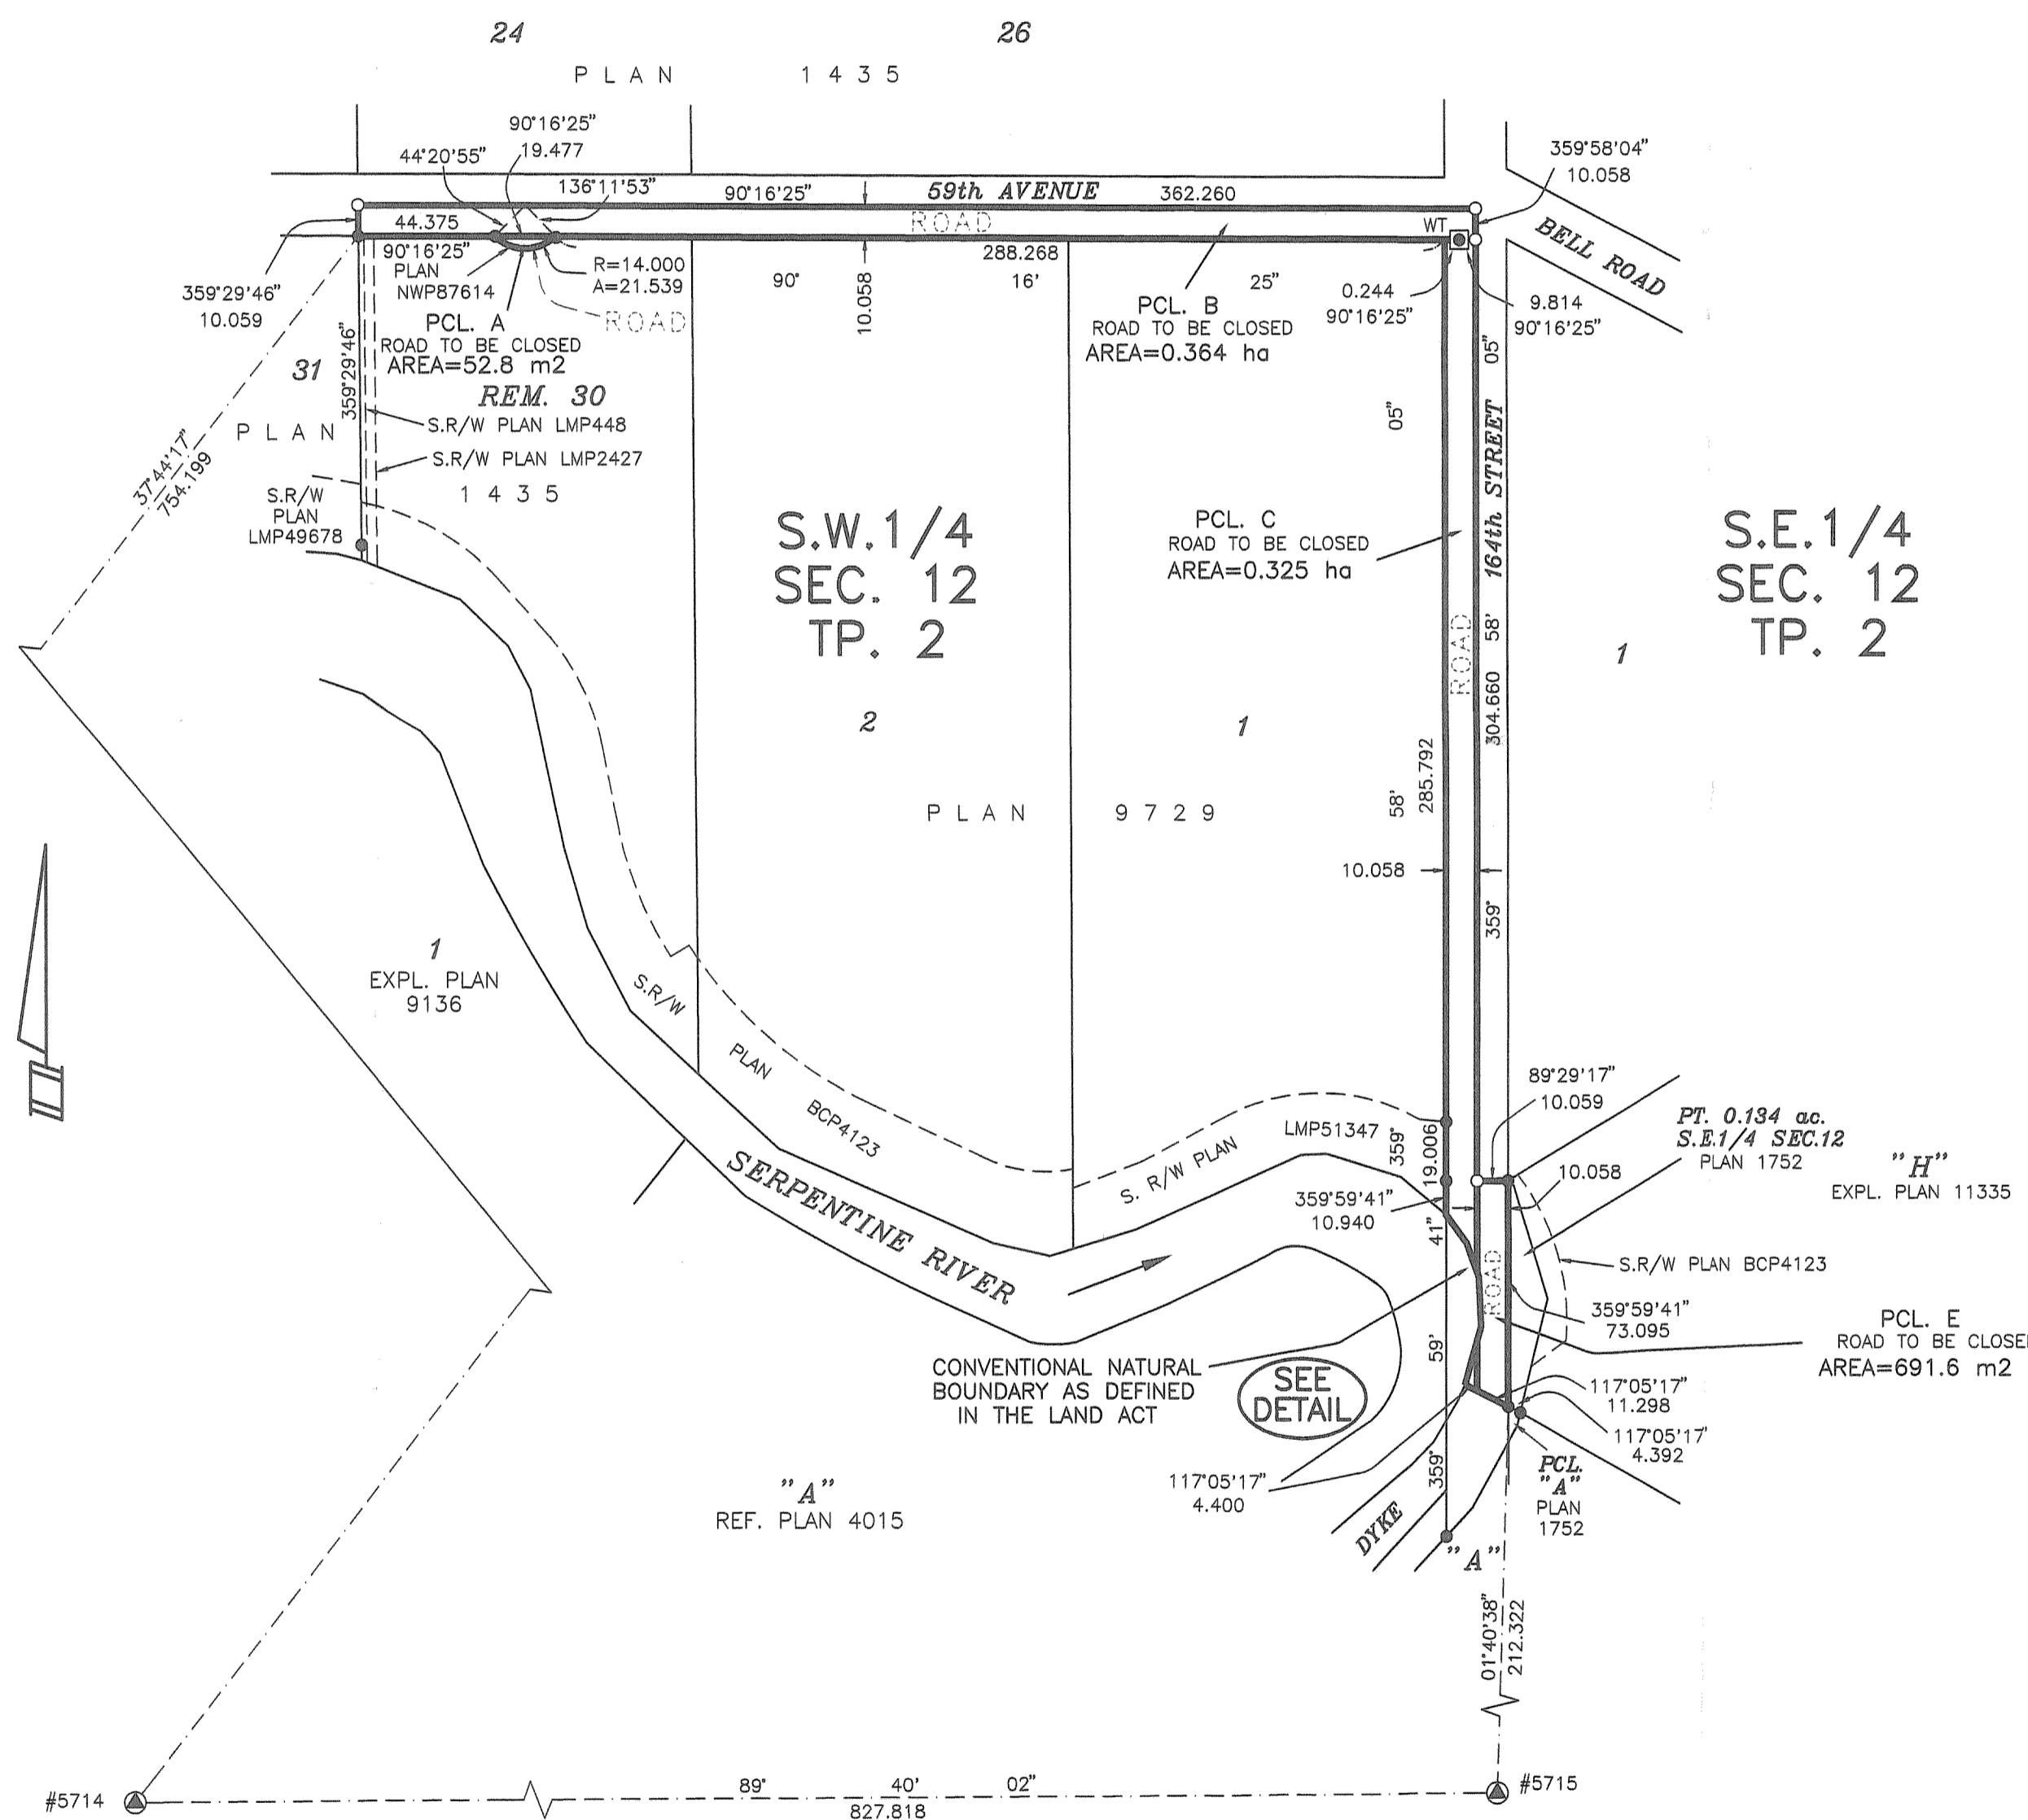 24
26
PLAN 1435
90°16'25"
19.477
44°20'55"
136°11'53"
90°16'25"
59th AVENUE
362.260
359°58'04"
10.058
BELL ROAD
44.375
ROAD
WT
90°16'25"
PLAN
NWP87614
R=14.000
A=21.539
288.268
90° 16' 25"
10.058
359°29'46"
10.059
PCL. A
ROAD TO BE CLOSED
AREA=52.8 m2
ROAD
PCL. B
ROAD TO BE CLOSED
AREA=0.364 ha
0.244
90°16'25"
9.814
90°16'25"
31
359°29'46"
REM. 30
S.R/W PLAN LMP448
PLAN
S.R/W PLAN LMP2427
1435
37°44'17"
754.199
S.R/W
PLAN
LMP49678
S.W.1/4
SEC. 12
TP. 2
PCL. C
ROAD TO BE CLOSED
AREA=0.325 ha
05"
05"
164th STREET
58'
304.660
359°
ROAD
S.E.1/4
SEC. 12
TP. 2
1
2
1
285.792
58'
PLAN 9729
10.058
1
EXPL. PLAN
9136
S.R/W
PLAN
BCP4123
SERPENTINE RIVER
S. R/W PLAN
LMP51347
359°
19.006
89°29'17"
10.059
PT. 0.134 ac.
S.E.1/4 SEC.12
PLAN 1752
10.058
"H"
EXPL. PLAN 11335
359°59'41"
10.940
41"
ROAD
S.R/W PLAN BCP4123
359°59'41"
73.095
PCL. E
ROAD TO BE CLOSE
AREA=691.6 m2
59'
CONVENTIONAL NATURAL
BOUNDARY AS DEFINED
IN THE LAND ACT
SEE
DETAIL
117°05'17"
11.298
117°05'17"
4.392
359°
117°05'17"
4.400
PCL.
"A"
PLAN
1752
"A"
REF. PLAN 4015
DYKE
"A"
01°40'38"
212.322
#5714
89° 40' 02"
827.818
#5715